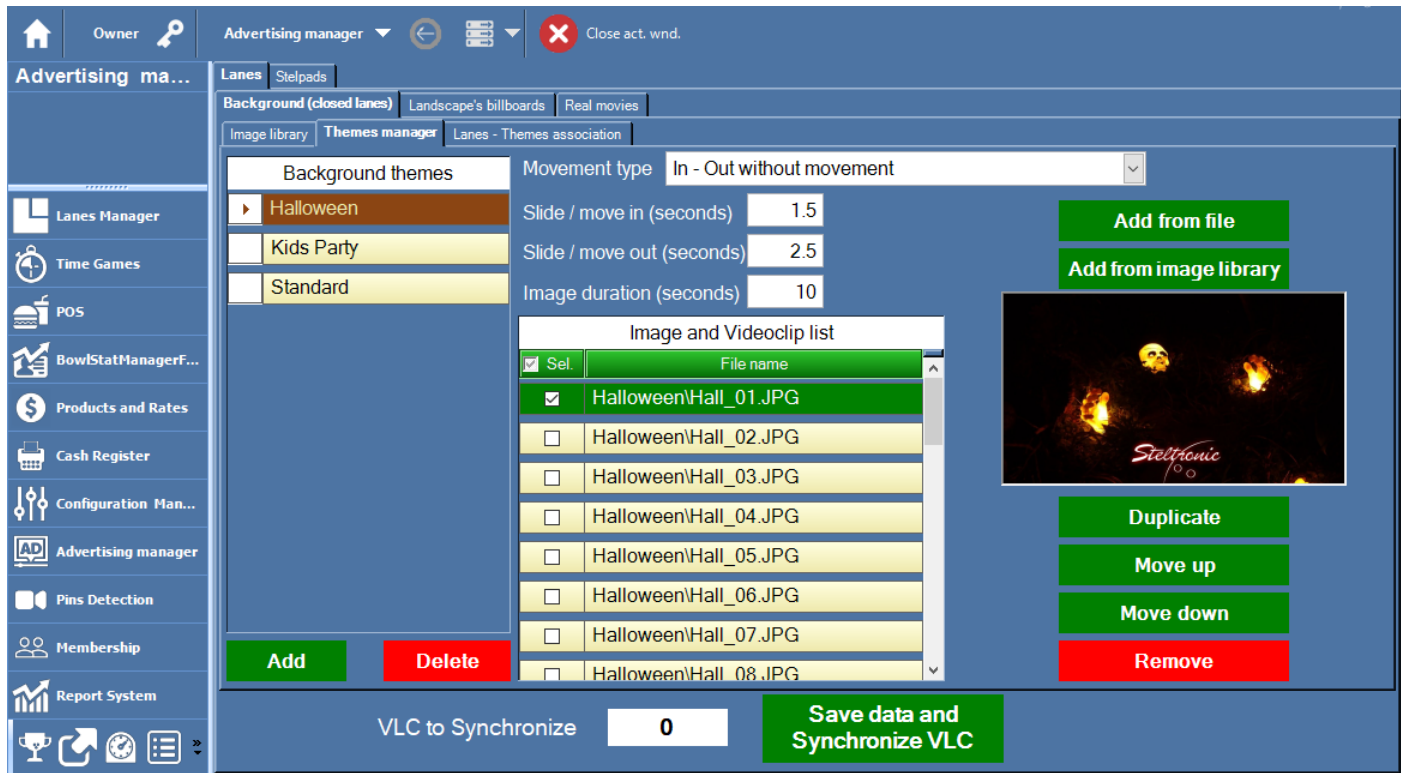 Owner
Advertising manager
Close act. wnd.
Advertising ma...
Lanes Manager
Time Games
POS
BowlStatManagerF...
Products and Rates
Cash Register
Configuration Man...
AD
Advertising manager
Pins Detection
Membership
Report System
Lanes Stelpads
Background (closed lanes) Landscape's billboards Real movies
Image library Themes manager Lanes - Themes association
Background themes
Halloween
Kids Party
Standard
Add Delete
Movement type In - Out without movement
Slide / move in (seconds) 1.5
Slide / move out (seconds) 2.5
Image duration (seconds) 10
Image and Videoclip list
Sel. File name
Halloween\Hall_01.JPG
Halloween\Hall_02.JPG
Halloween\Hall_03.JPG
Halloween\Hall_04.JPG
Halloween\Hall_05.JPG
Halloween\Hall_06.JPG
Halloween\Hall_07.JPG
Halloween\Hall_08.JPG
Add from file
Add from image library
Steltronic
Duplicate
Move up
Move down
Remove
VLC to Synchronize 0
Save data and
Synchronize VLC